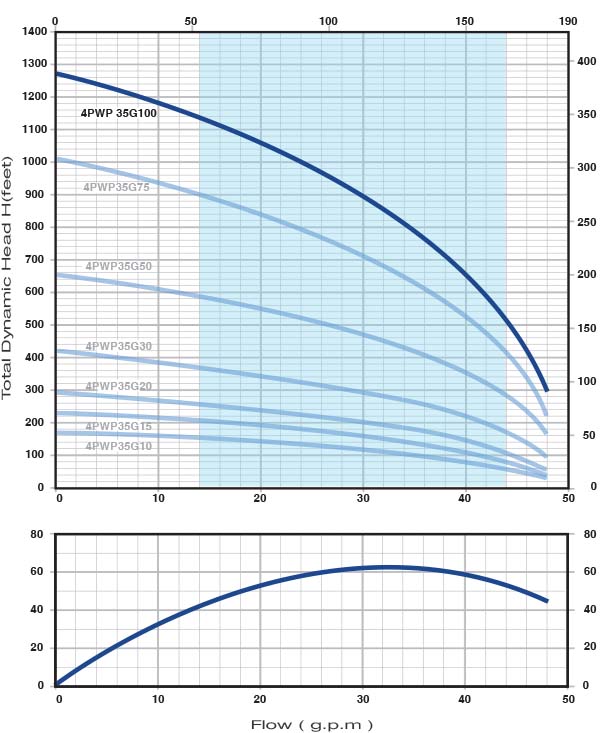 0 50 100 150 190
1400
1300 400
1200
4PWP 35G100 350
1100
1000 300
4PWP35G75
900
800 250
700
4PWP35G50 200
600
500 150
4PWP35G30
400
4PWP35G20 100
300
200
4PWP35G15 50
100
4PWP35G10
0 0
0 10 20 30 40 50
Total Dynamic Head H(feet)
80 80
60 60
40 40
20 20
0 0
0 10 20 30 40 50
Flow ( g.p.m )